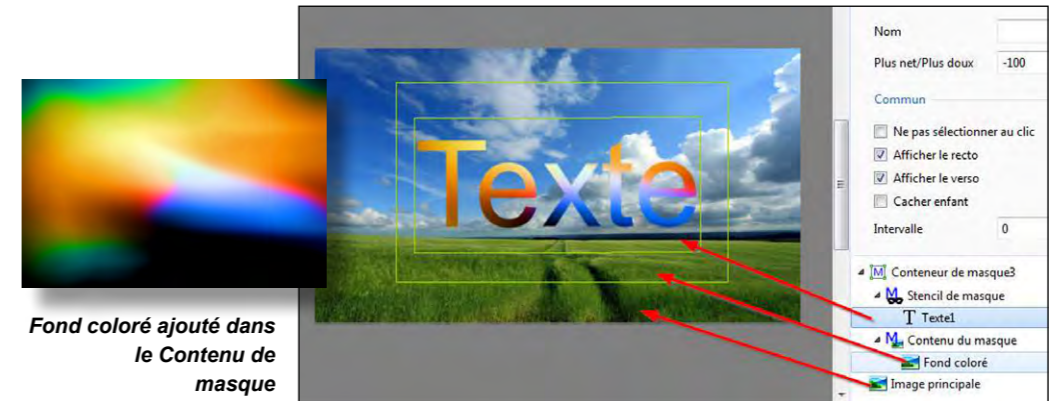 Fond coloré ajouté dans
le Contenu de
masque
Texte
Nom
Plus net/Plus doux -100
Commun
Ne pas sélectionner au clic
Afficher le recto
Afficher le verso
Cacher enfant
Intervalle 0
M Conteneur de masque3
M Stencil de masque
T Texte1
M Contenu du masque
Fond coloré
Image principale